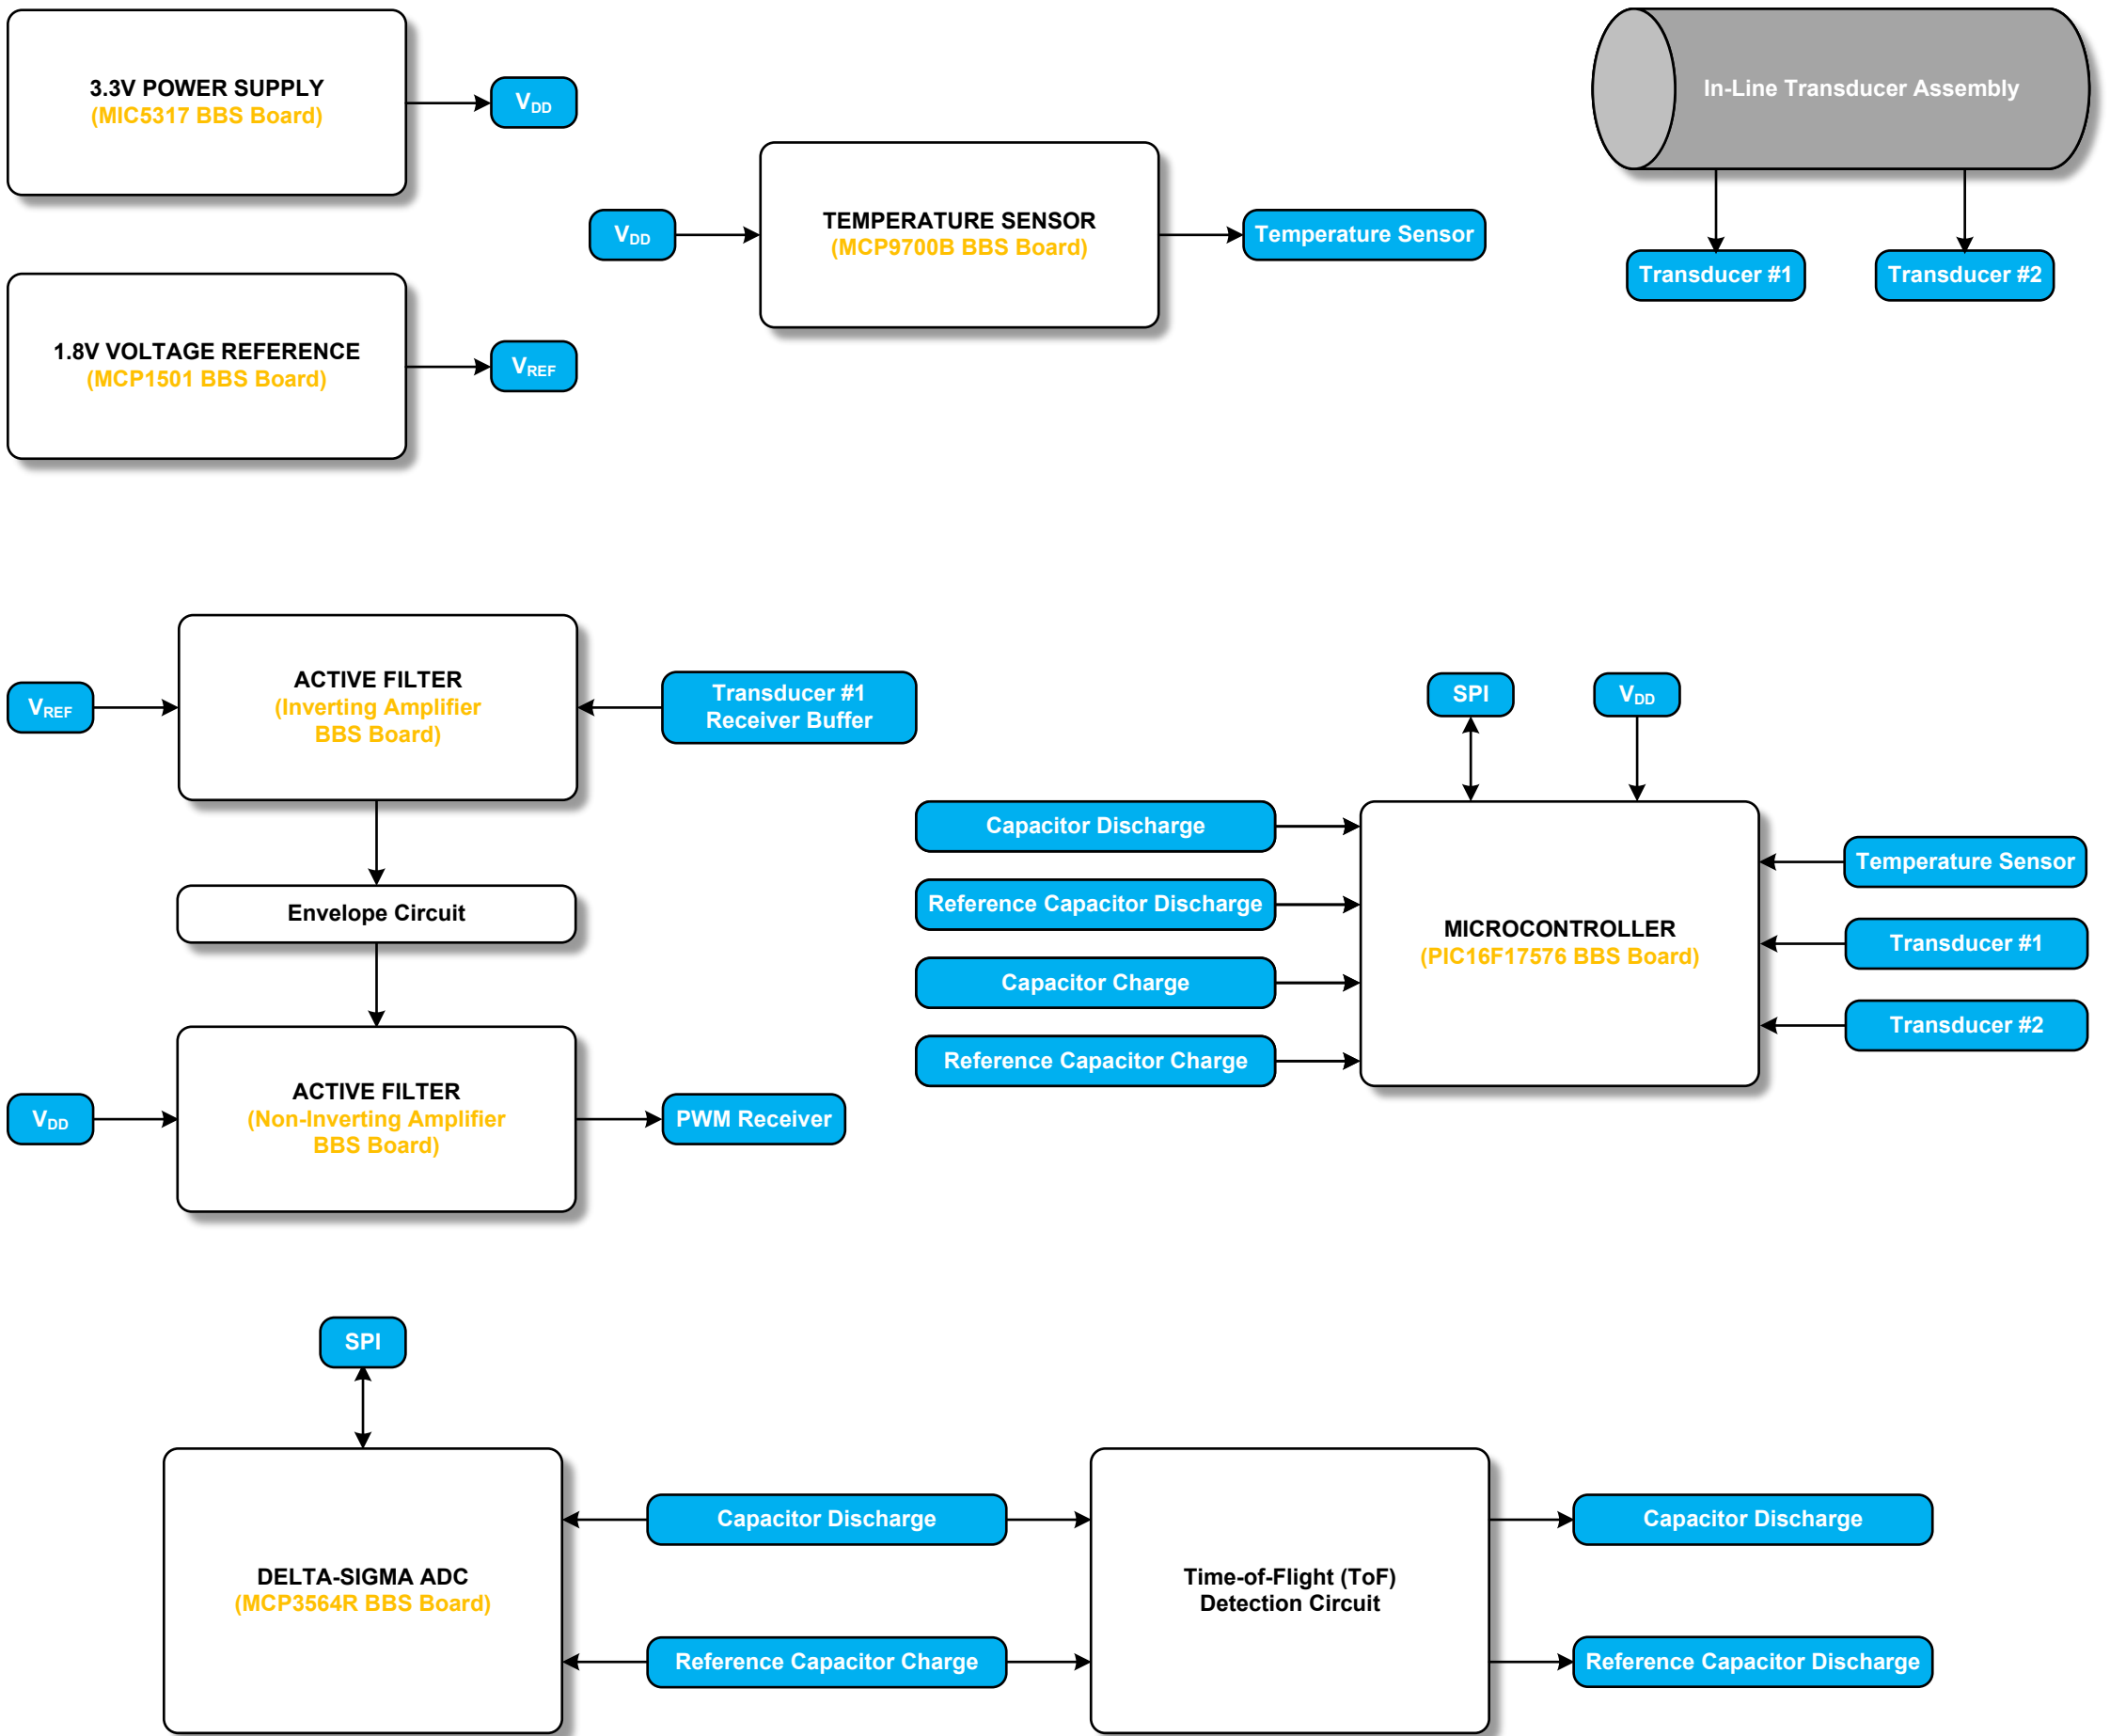 3.3V POWER SUPPLY
(MIC5317 BBS Board)
VDD
In-Line Transducer Assembly
VDD
TEMPERATURE SENSOR
(MCP9700B BBS Board)
Temperature Sensor
Transducer #1
Transducer #2
1.8V VOLTAGE REFERENCE
(MCP1501 BBS Board)
VREF
VREF
ACTIVE FILTER
(Inverting Amplifier
BBS Board)
Transducer #1
Receiver Buffer
Envelope Circuit
VDD
ACTIVE FILTER
(Non-Inverting Amplifier
BBS Board)
PWM Receiver
SPI
VDD
Capacitor Discharge
Reference Capacitor Discharge
Capacitor Charge
Reference Capacitor Charge
MICROCONTROLLER
(PIC16F17576 BBS Board)
Temperature Sensor
Transducer #1
Transducer #2
SPI
DELTA-SIGMA ADC
(MCP3564R BBS Board)
Capacitor Discharge
Reference Capacitor Charge
Time-of-Flight (ToF)
Detection Circuit
Capacitor Discharge
Reference Capacitor Discharge